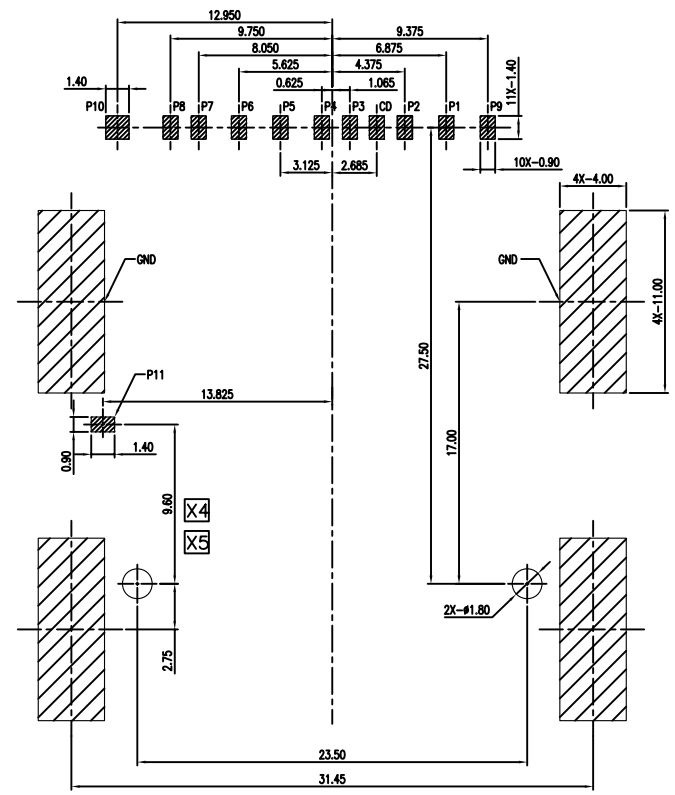 12.950
9.750
9.375
8.050
6.875
5.625
4.375
1.40
0.625
1.065
11X-1.40
P10
P8
P7
P6
P5
P4
P3
CD
P2
P1
P9
3.125
2.685
10X-0.90
4X-4.00
GND
GND
4X-11.00
27.50
P11
13.825
17.00
0.90
1.40
9.60
X4
X5
2X-ø1.80
2.75
23.50
31.45